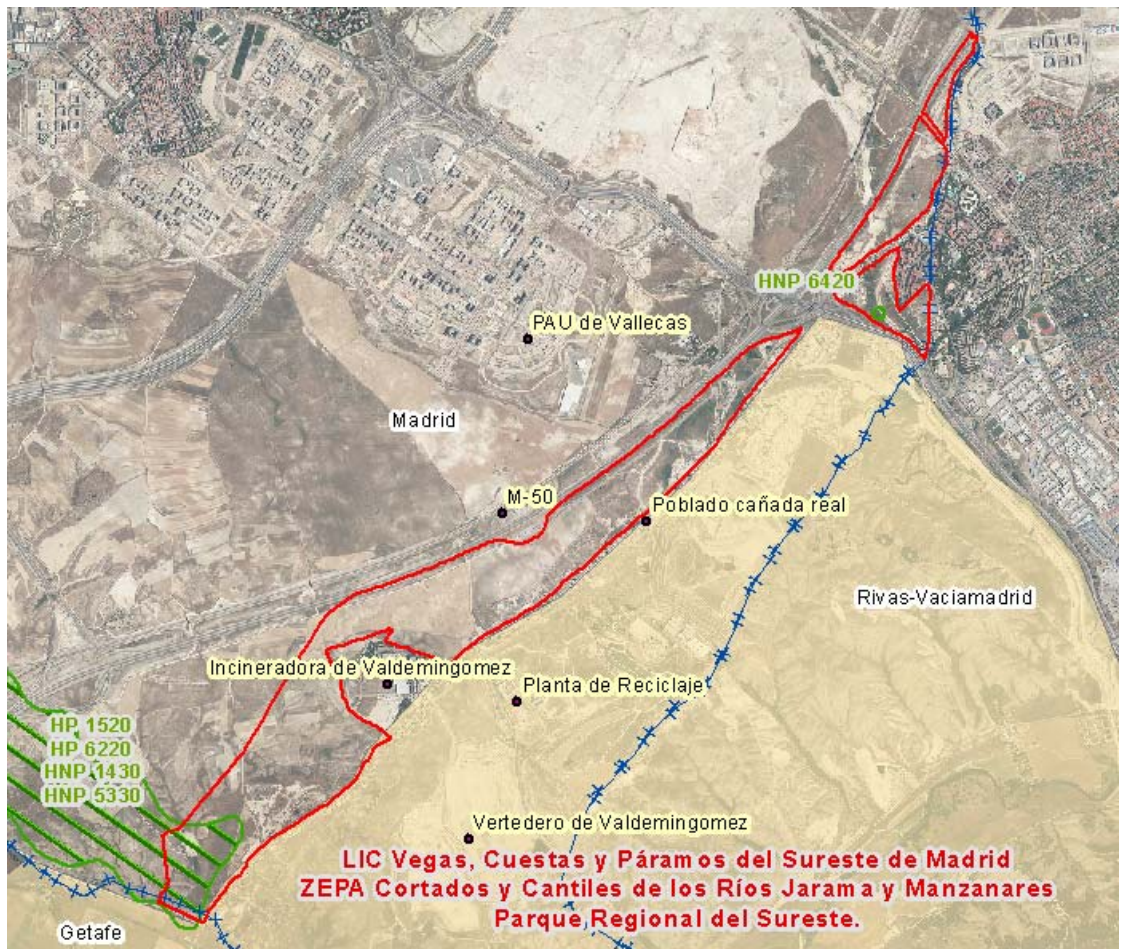 HNP 6420
PAU de Vallecas
Madrid
M-50
Poblado cañada real
Rivas-Vaciamadrid
Incineradora de Valdemingomez
Planta de Reciclaje
HP 1520
HP 6220
HNP 1430
HNP 5330
Vertedero de Valdemingomez
LIC Vegas, Cuestas y Páramos del Sureste de Madrid
ZEPA Cortados y Cantiles de los Ríos Jarama y Manzanares
Parque Regional del Sureste.
Getafe